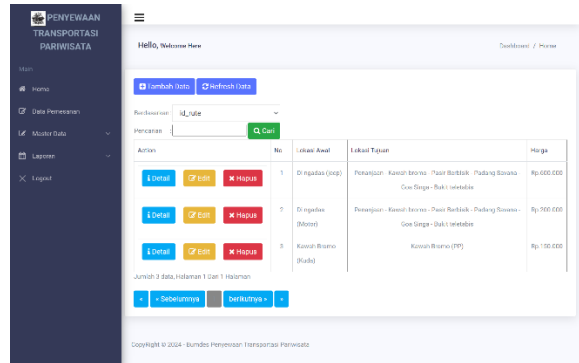 PENYEWAAN
TRANSPORTASI
PARIWISATA
Main
Home
Data Pemesanan
Master Data
Laporan
Logout
Hello, Welcome Here
Dashboard / Home
Tambah Data Refresh Data
Berdasarkan id_rute
Pencarian : Cari
Action No Lokasi Awal Lokasi Tujuan Harga
Detail Edit Hapus 1 Dringadas (jeep) Penanjaan - Kawah bromo - Pasir Berbisik - Padang Savana - Rp.600.000
Goa Singa - Bukit teletabis
Detail Edit Hapus 2 Dringadas Penanjaan - Kawah bromo - Pasir Berbisik - Padang Savana - Rp.200.000
(Motor) Goa Singa - Bukit teletabis
Detail Edit Hapus 3 Kawah Bromo Kawah Bromo (PP) Rp.100.000
(Kuda)
Jumlah 3 data, Halaman 1 Dari 1 Halaman
« « Sebelumnya berikutnya » »
CopyRight © 2024 - Bumdes Penyewaan Transportasi Pariwisata